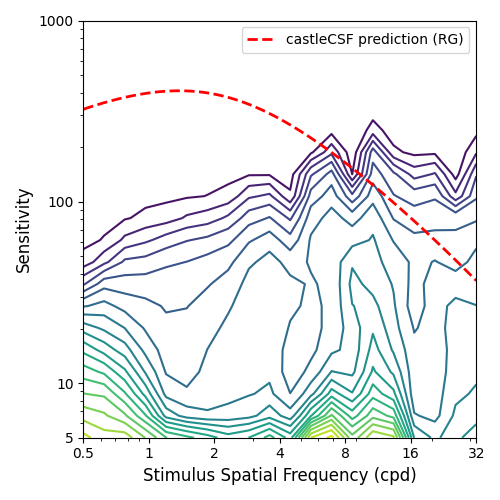 1000
castleCSF prediction (RG)
100
10
5
Sensitivity
0.5 1 2 4 8 16 32
Stimulus Spatial Frequency (cpd)